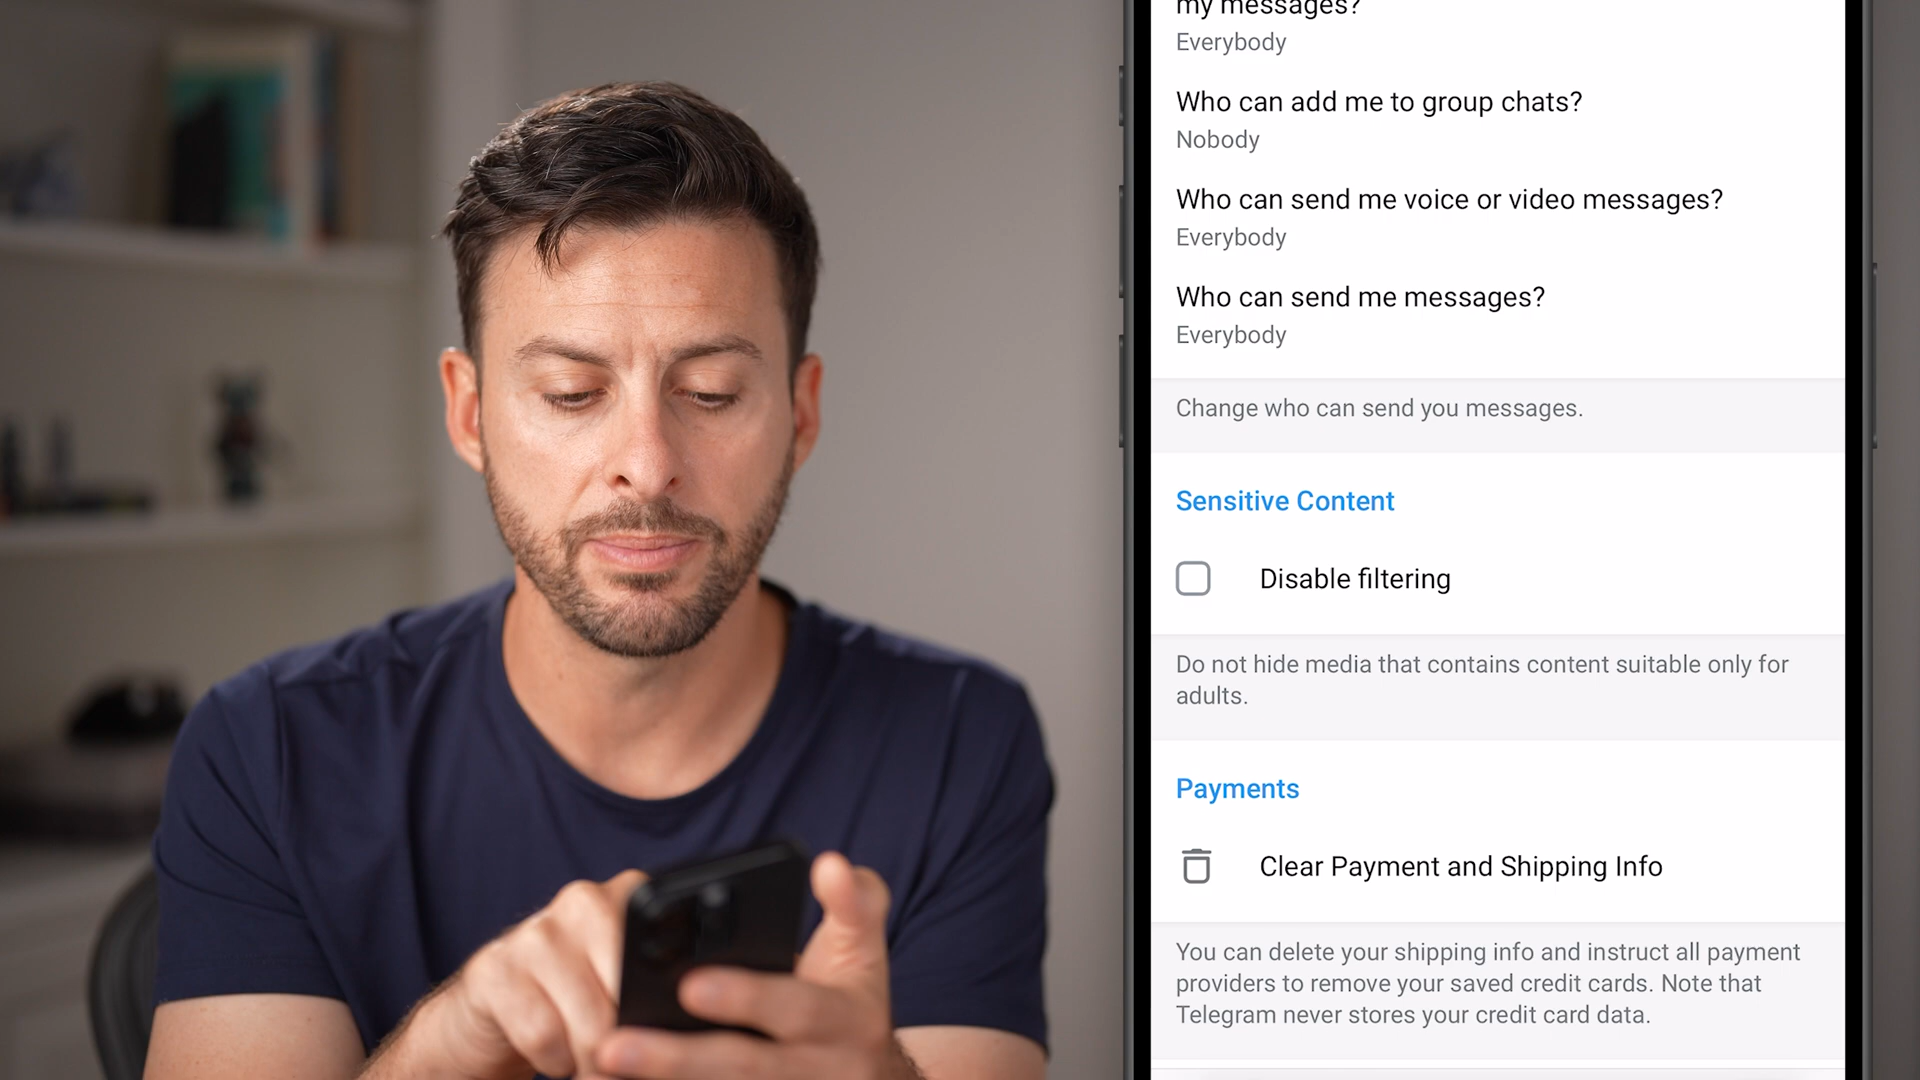 my messages?
Everybody
Who can add me to group chats?
Nobody
Who can send me voice or video messages?
Everybody
Who can send me messages?
Everybody
Change who can send you messages.
Sensitive Content
Disable filtering
Do not hide media that contains content suitable only for
adults.
Payments
Clear Payment and Shipping Info
You can delete your shipping info and instruct all payment
providers to remove your saved credit cards. Note that
Telegram never stores your credit card data.